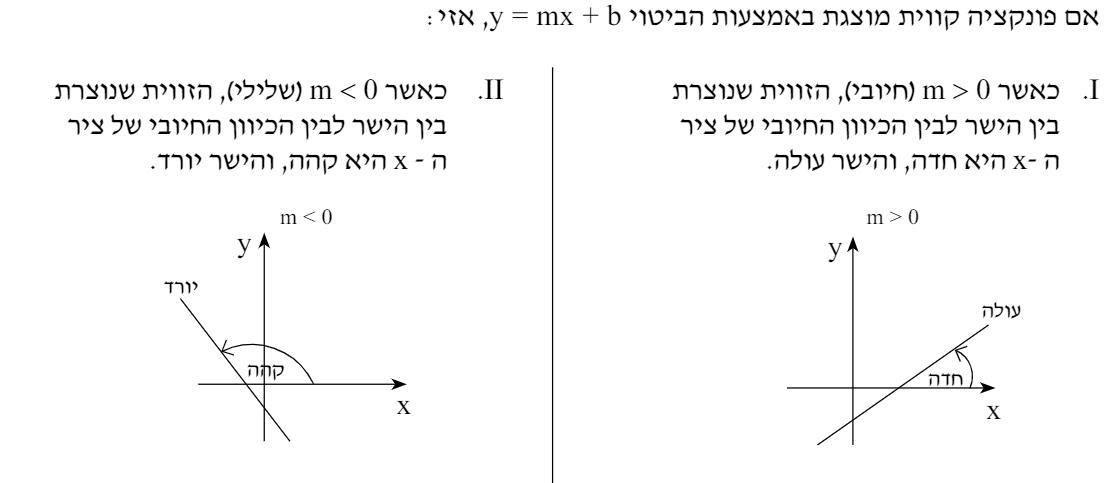 אם פונקציה קווית מוצגת באמצעות הביטוי y = mx + b, אזי:
I. כאשר m > 0 (חיובי), הזווית שנוצרת
בין הישר לבין הכיוון החיובי של ציר
ה -x היא חדה, והישר עולה.
m > 0
y
עולה
חדה
x
II. כאשר m < 0 (שלילי), הזווית שנוצרת
בין הישר לבין הכיוון החיובי של ציר
ה - x היא קהה, והישר יורד.
m < 0
y
יורד
קהה
x